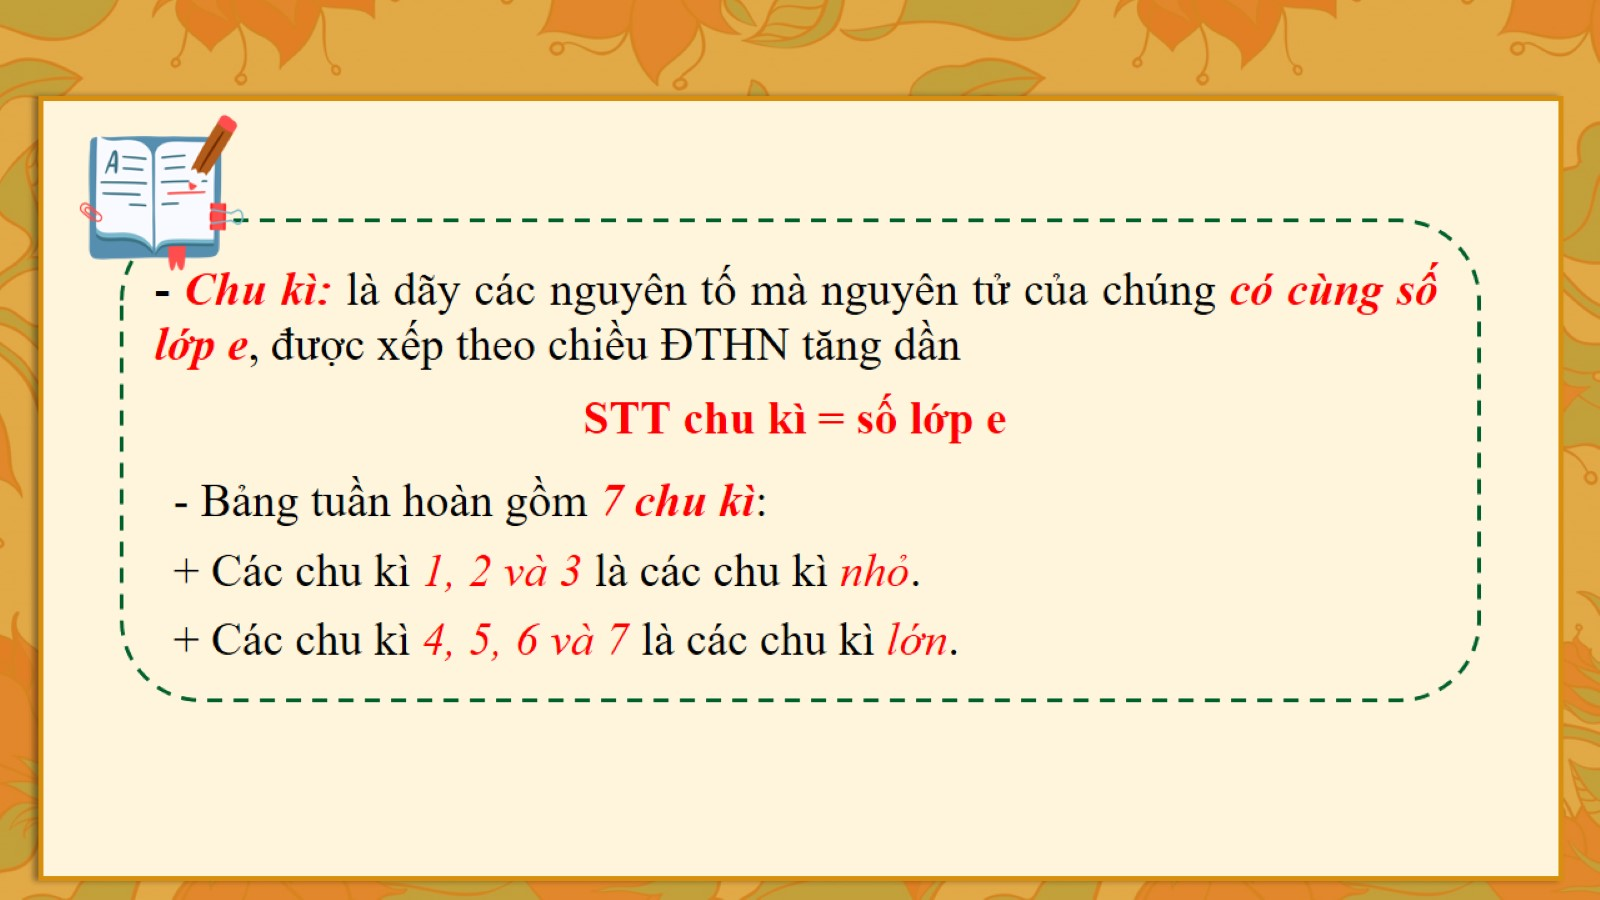 A
- Chu kì: là dãy các nguyên tố mà nguyên tử của chúng có cùng số
lớp e, được xếp theo chiều ĐTHN tăng dần
STT chu kì = số lớp e
- Bảng tuần hoàn gồm 7 chu kì:
+ Các chu kì 1, 2 và 3 là các chu kì nhỏ.
+ Các chu kì 4, 5, 6 và 7 là các chu kì lớn.